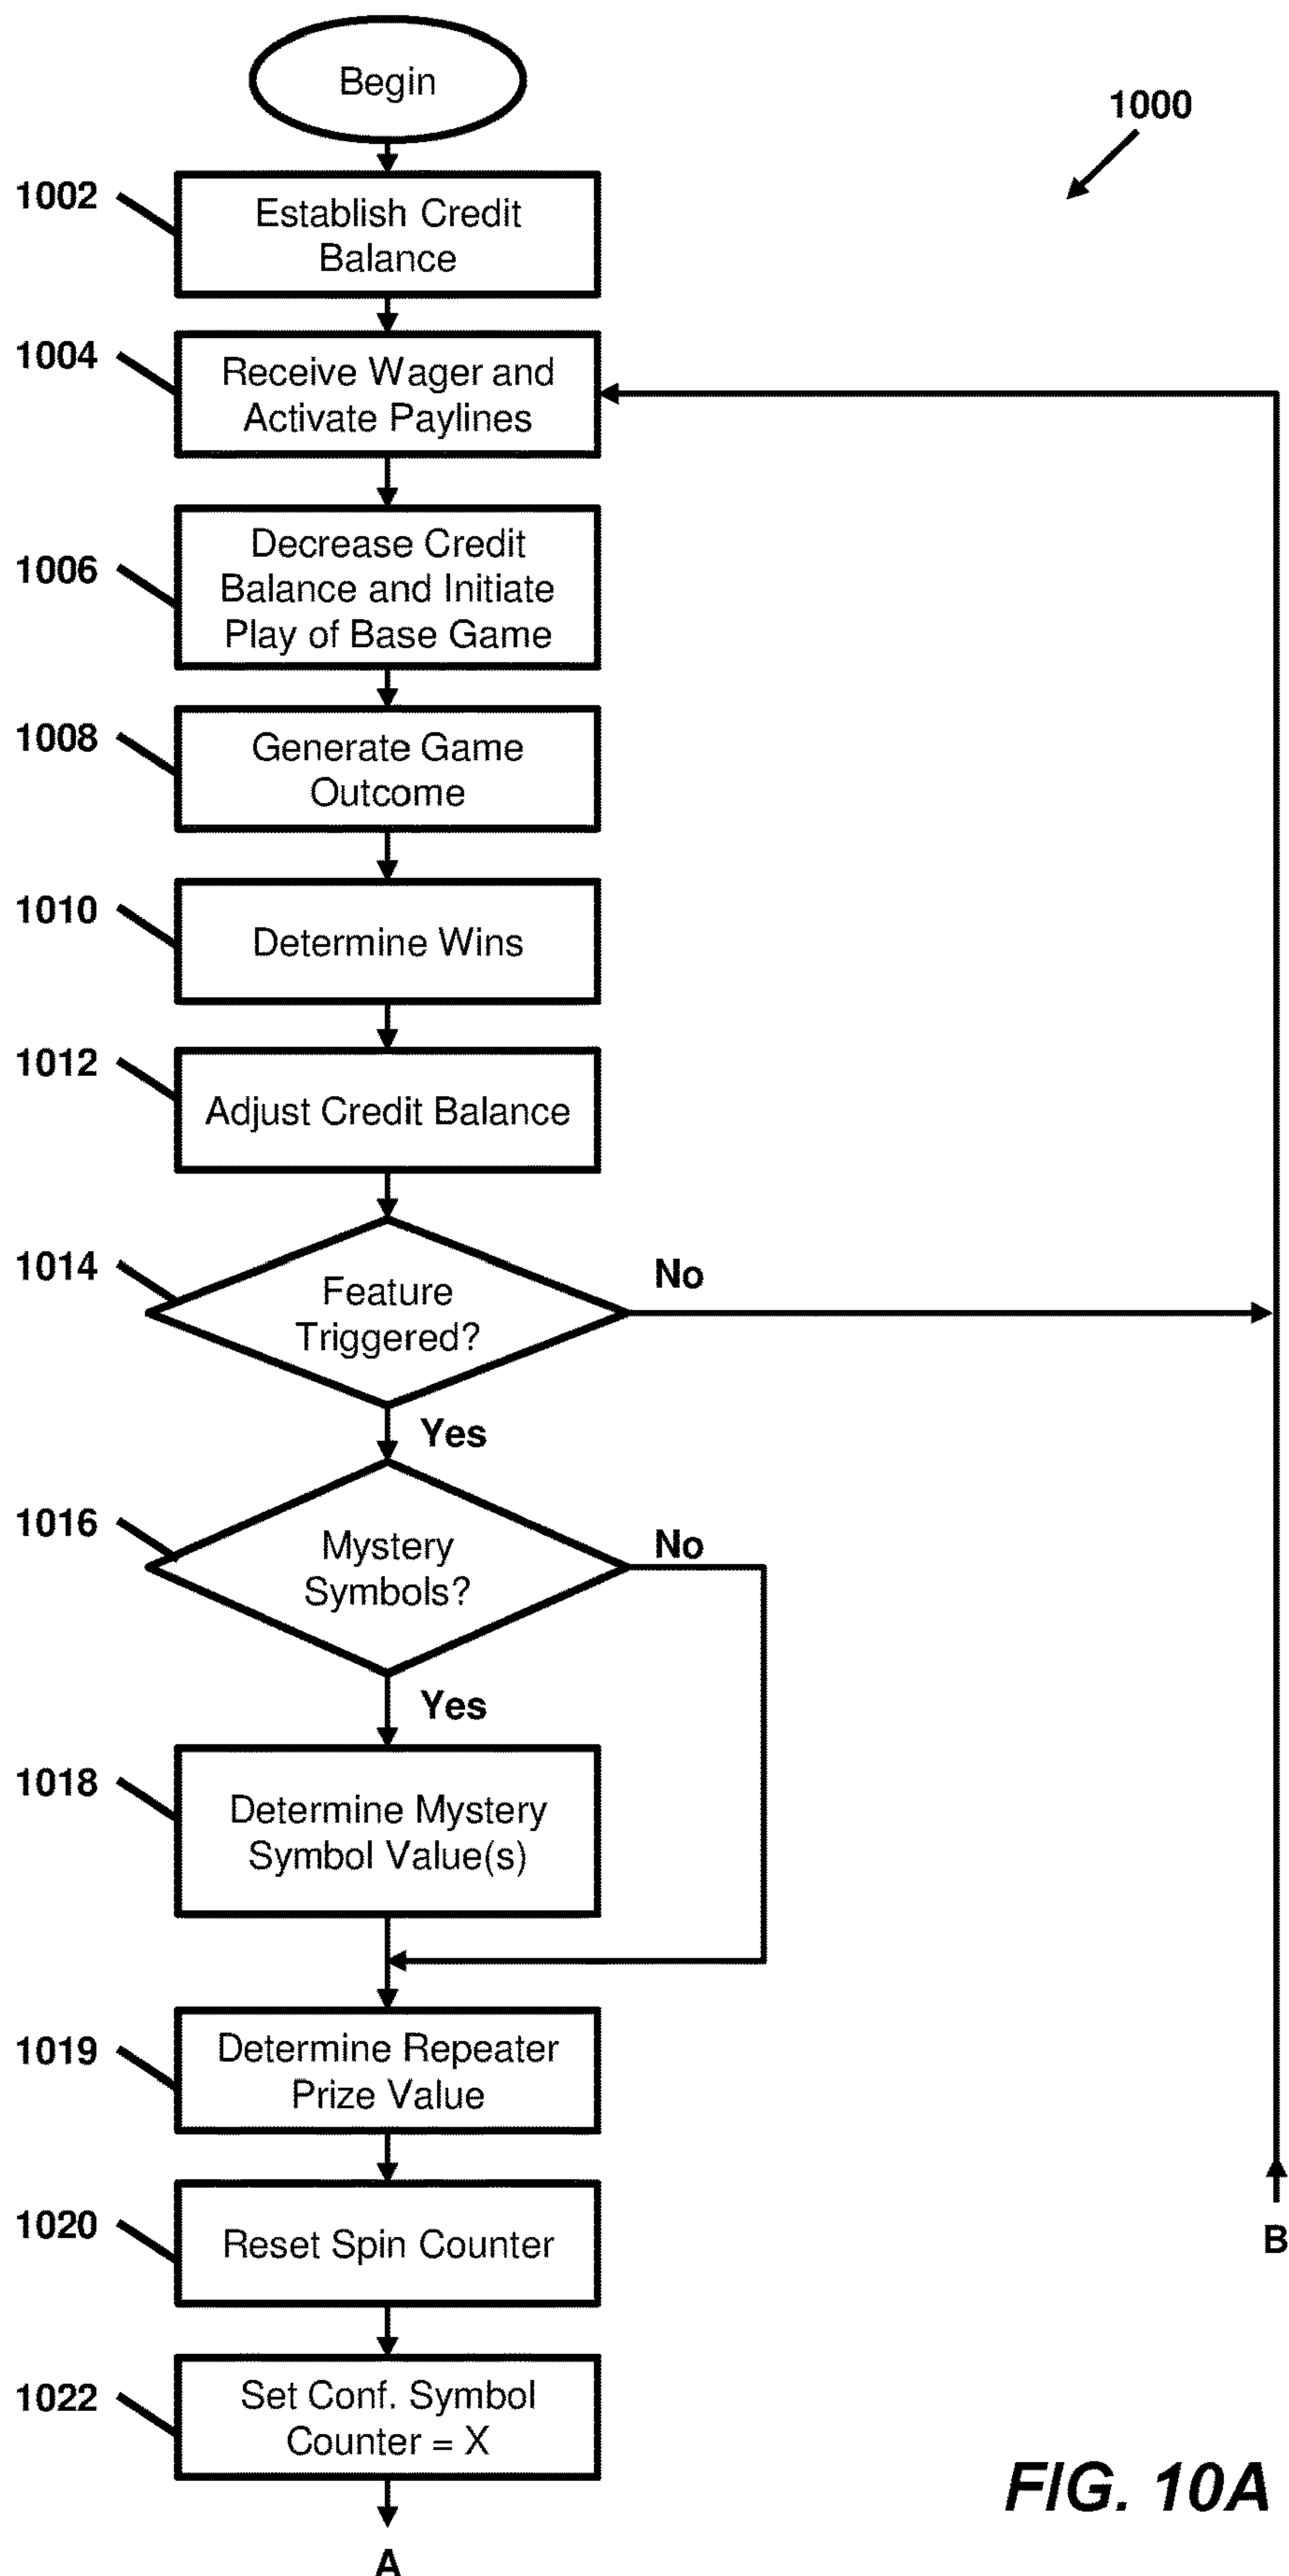 Begin
1000
1002
Establish Credit
Balance
1004
Receive Wager and
Activate Paylines
1006
Decrease Credit
Balance and Initiate
Play of Base Game
1008
Generate Game
Outcome
1010
Determine Wins
1012
Adjust Credit Balance
1014
Feature
Triggered?
No
Yes
1016
Mystery
Symbols?
No
Yes
1018
Determine Mystery
Symbol Value(s)
1019
Determine Repeater
Prize Value
1020
Reset Spin Counter
B
1022
Set Conf. Symbol
Counter = X
FIG. 10A
A